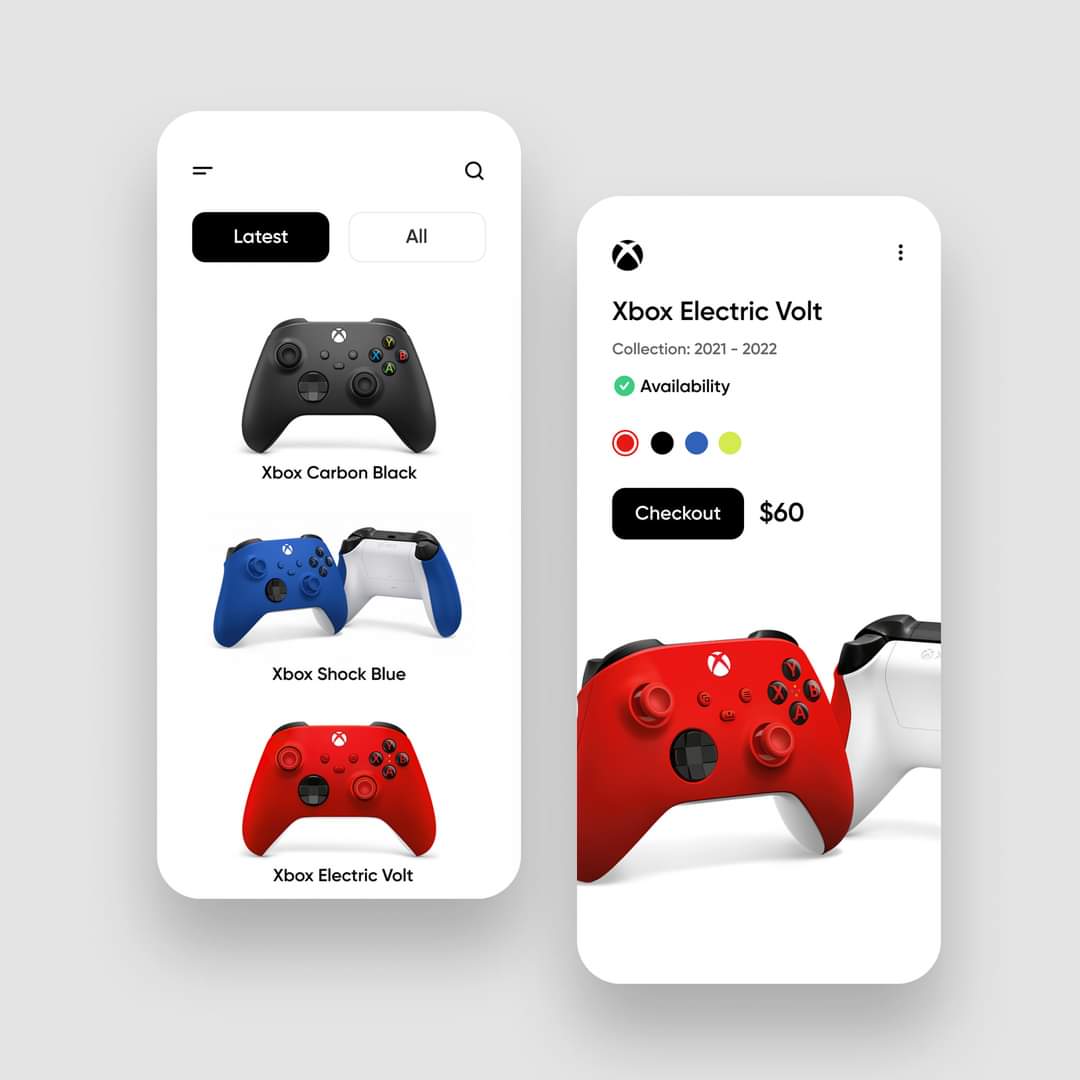 Latest
All
Y
X
B
A
Xbox Carbon Black
Xbox Shock Blue
Y
X
B
A
Xbox Electric Volt
Xbox Electric Volt
Collection: 2021 - 2022
Availability
Checkout
$60
Y
X
B
A